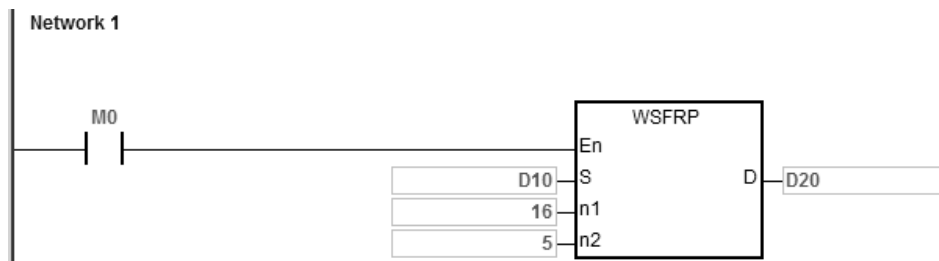 Network 1
M0
WSFRP
En
D10 S D D20
16 n1
5 n2